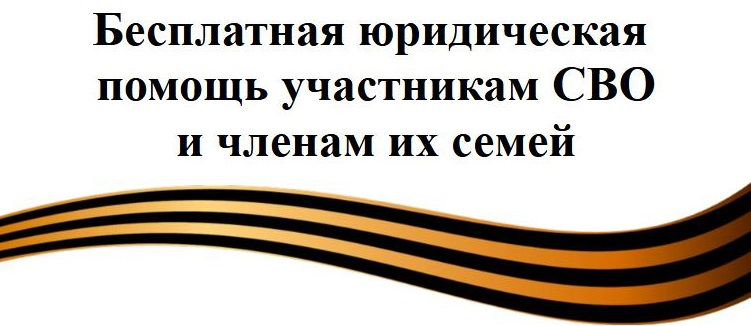 Бесплатная юридическая
помощь участникам СВО
и членам их семей